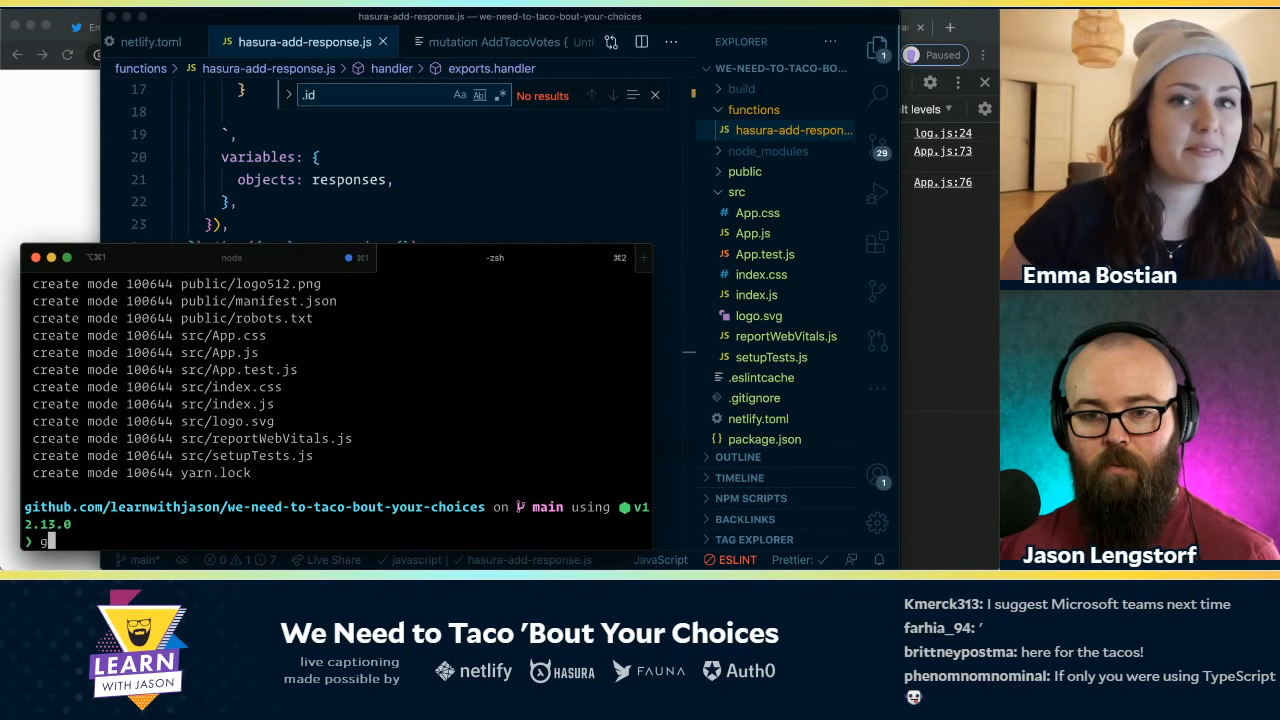 hasura-add-response.js — we-need-to-taco-bout-your-choices
netlify.toml
hasura-add-response.js
mutation AddTacoVotes { Unti
functions > hasura-add-response.js > handler > exports.handler
.id
No results
17 }
18
19 `,
20 variables: {
21 objects: responses,
22 },
23 }),
EXPLORER
WE-NEED-TO-TACO-BO...
build
functions
hasura-add-respon...
node_modules
public
src
App.css
App.js
App.test.js
index.css
index.js
logo.svg
reportWebVitals.js
setupTests.js
.eslintcache
.gitignore
netlify.toml
package.json
OUTLINE
TIMELINE
NPM SCRIPTS
BACKLINKS
TAG EXPLORER
1
29
1
Paused
lt levels
log.js:24
App.js:73
App.js:76
⌥⌘1
node
⌘1
-zsh
⌘2
create mode 100644 public/logo512.png
create mode 100644 public/manifest.json
create mode 100644 public/robots.txt
create mode 100644 src/App.css
create mode 100644 src/App.js
create mode 100644 src/App.test.js
create mode 100644 src/index.css
create mode 100644 src/index.js
create mode 100644 src/logo.svg
create mode 100644 src/reportWebVitals.js
create mode 100644 src/setupTests.js
create mode 100644 yarn.lock
github.com/learnwithjason/we-need-to-taco-bout-your-choices on main using v1
2.13.0
❯ g
main*
0 1 7
Live Share
javascript | hasura-add-response.js
JavaScript
ESLINT
Prettier: ✓
Emma Bostian
Jason Lengstorf
LEARN
WITH JASON
We Need to Taco 'Bout Your Choices
live captioning
made possible by
netlify
HASURA
FAUNA
Auth0
Kmerck313: I suggest Microsoft teams next time
farhia_94: '
brittneypostma: here for the tacos!
phenomnomnominal: If only you were using TypeScript